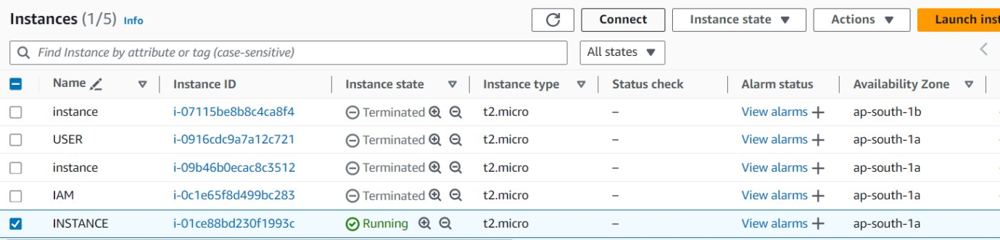 Instances (1/5) Info Connect Instance state Actions Launch inst
Find Instance by attribute or tag (case-sensitive) All states
Name Instance ID Instance state Instance type Status check Alarm status Availability Zone
instance i-07115be8b8c4ca8f4 Terminated t2.micro – View alarms ap-south-1b
USER i-0916cdc9a7a12c721 Terminated t2.micro – View alarms ap-south-1a
instance i-09b46b0ecac8c3512 Terminated t2.micro – View alarms ap-south-1a
IAM i-0c1e65f8d499bc283 Terminated t2.micro – View alarms ap-south-1a
INSTANCE i-01ce88bd230f1993c Running t2.micro View alarms ap-south-1a